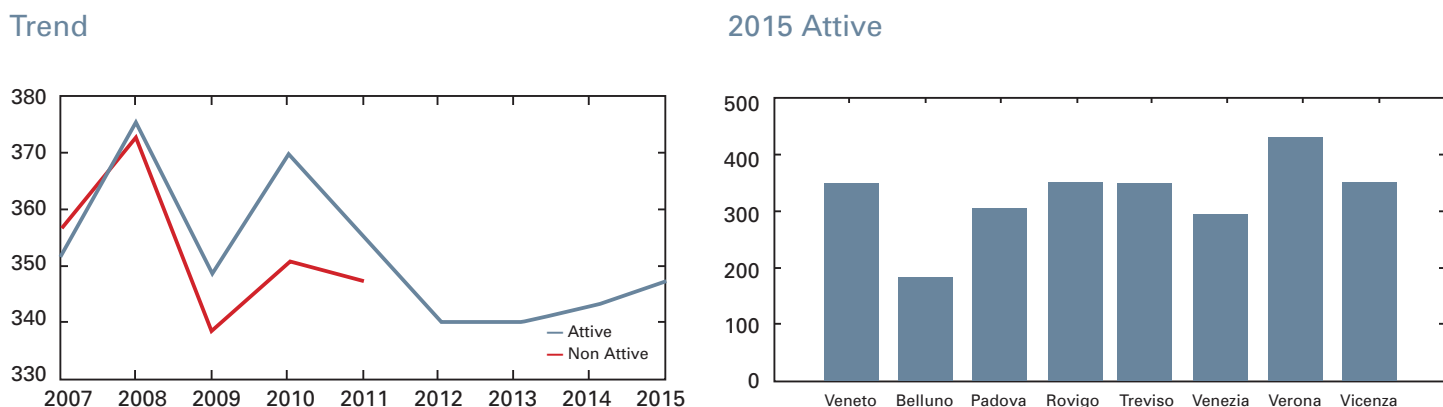 Trend
380
370
360
350
340
330
2007 2008 2009 2010 2011 2012 2013 2014 2015
Attive
Non Attive
2015 Attive
500
400
300
200
100
0
Veneto Belluno Padova Rovigo Treviso Venezia Verona Vicenza